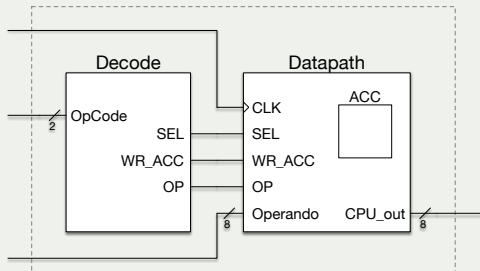 Decode
Datapath
OpCode
2
SEL
WR_ACC
OP
CLK
SEL
WR_ACC
OP
Operando
8
ACC
CPU_out
8